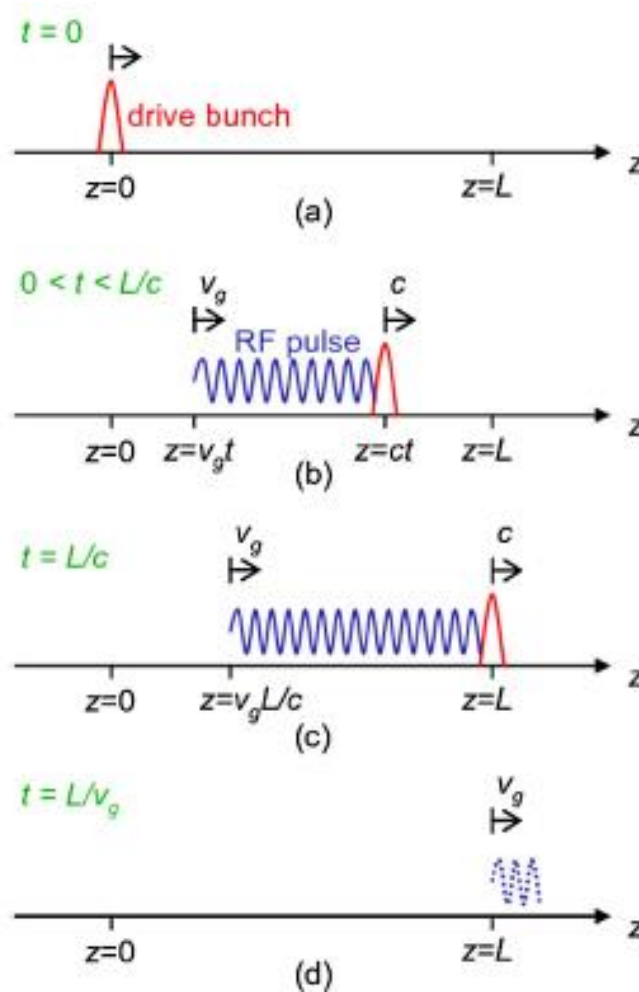 t = 0
drive bunch
z=0 z=L z
(a)
0 < t < L/c
v_g c
RF pulse
z=0 z=v_gt z=ct z=L z
(b)
t = L/c
v_g c
z=0 z=v_gL/c z=L z
(c)
t = L/v_g
v_g
z=0 z=L z
(d)